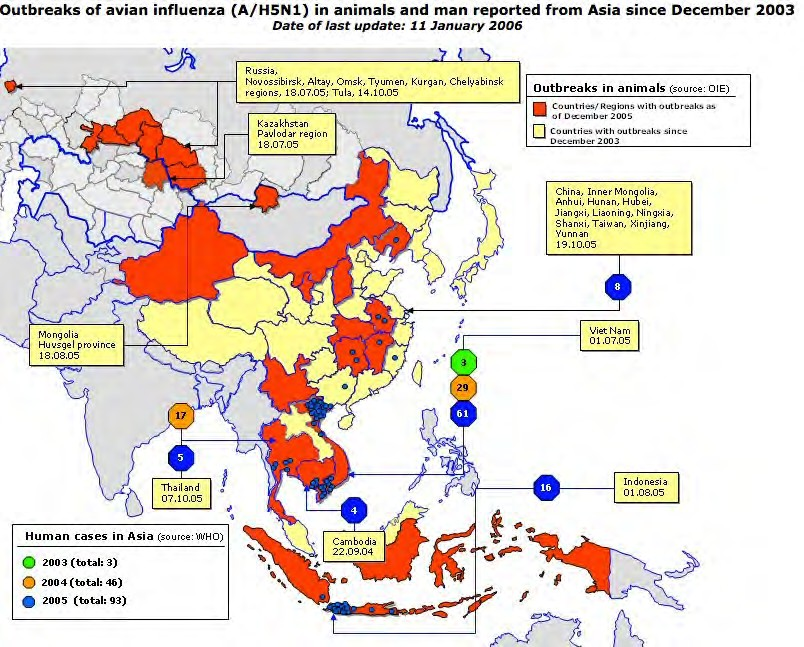 Outbreaks of avian influenza (A/H5N1) in animals and man reported from Asia since December 2003
Date of last update: 11 January 2006
Russia,
Novossibirsk, Altay, Omsk, Tyumen, Kurgan, Chelyabinsk
regions, 18.07.05; Tula, 14.10.05
Outbreaks in animals (source: OIE)
Countries/Regions with outbreaks as
of December 2005
Countries with outbreaks since
December 2003
Kazakhstan
Pavlodar region
18.07.05
China, Inner Mongolia,
Anhui, Hunan, Hubei,
Jiangxi, Liaoning, Ningxia,
Shanxi, Taiwan, Xinjiang,
Yunnan
19.10.05
8
Mongolia
Huvsgel province
18.08.05
Viet Nam
01.07.05
3
29
61
17
5
Thailand
07.10.05
16
Indonesia
01.08.05
4
Cambodia
22.09.04
Human cases in Asia (source: WHO)
2003 (total: 3)
2004 (total: 46)
2005 (total: 93)